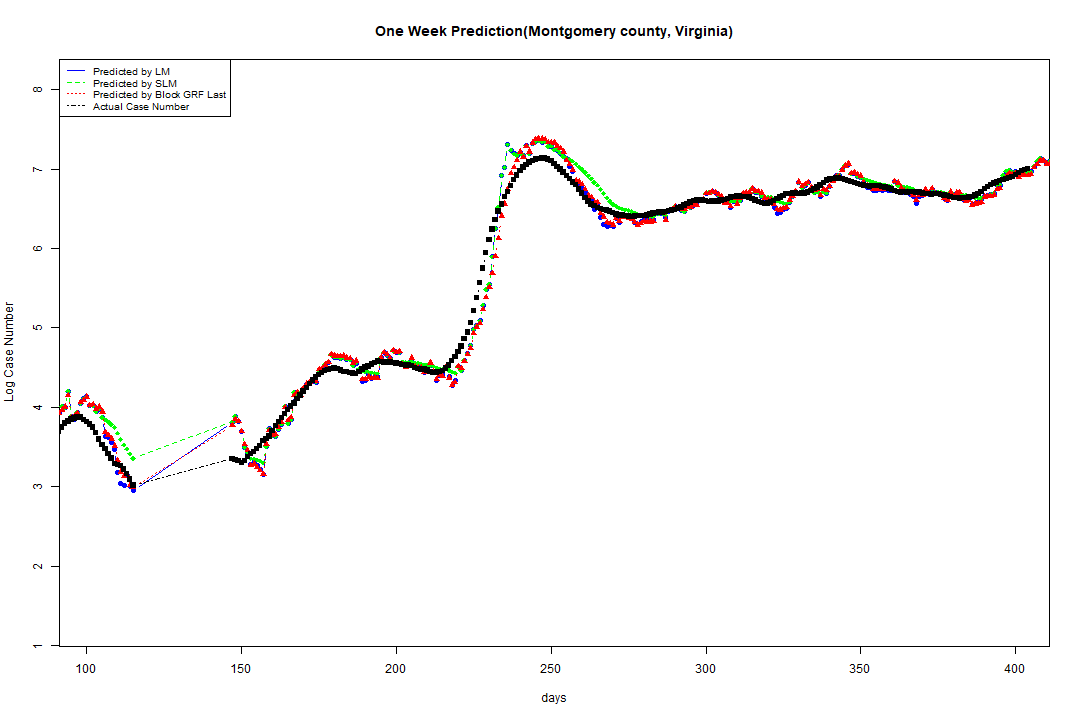 One Week Prediction(Montgomery county, Virginia)
Predicted by LM
Predicted by SLM
Predicted by Block GRF Last
Actual Case Number
8
7
6
5
4
3
2
1
Log Case Number
100 150 200 250 300 350 400
days